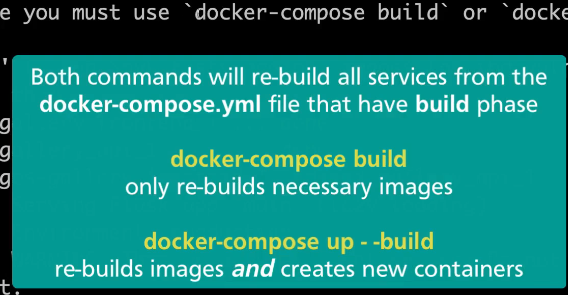 e you must use `docker-compose build` or `docke
'
Both commands will re-build all services from the
docker-compose.yml file that have build phase
g
g
docker-compose build
g
only re-builds necessary images
docker-compose up - -build
re-builds images and creates new containers
t.